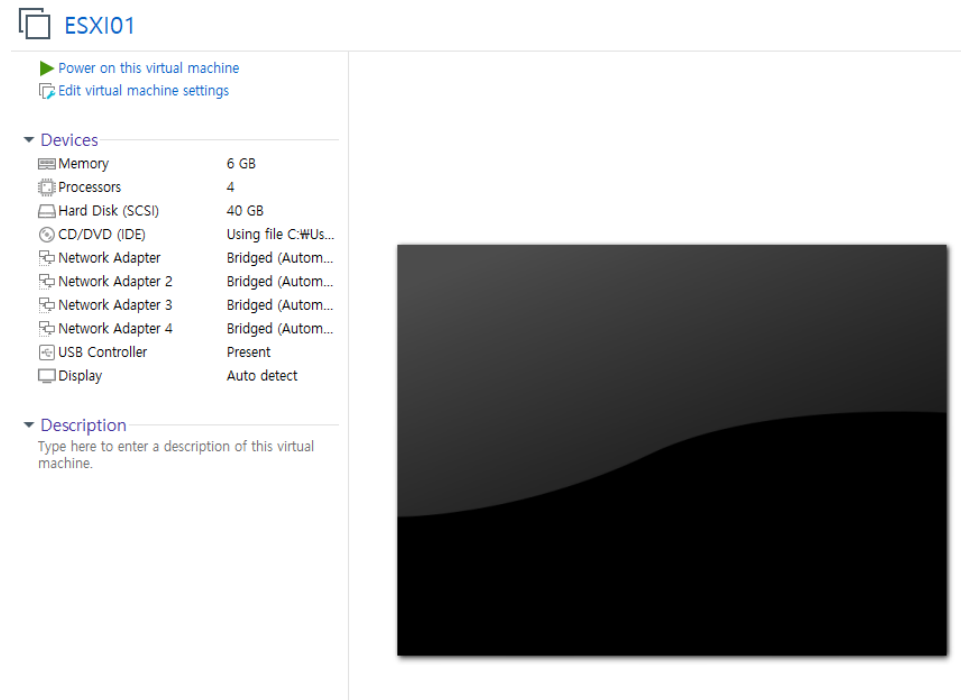 ESXI01
Power on this virtual machine
Edit virtual machine settings
Devices
Memory 6 GB
Processors 4
Hard Disk (SCSI) 40 GB
CD/DVD (IDE) Using file C:₩Us...
Network Adapter Bridged (Autom...
Network Adapter 2 Bridged (Autom...
Network Adapter 3 Bridged (Autom...
Network Adapter 4 Bridged (Autom...
USB Controller Present
Display Auto detect
Description
Type here to enter a description of this virtual
machine.